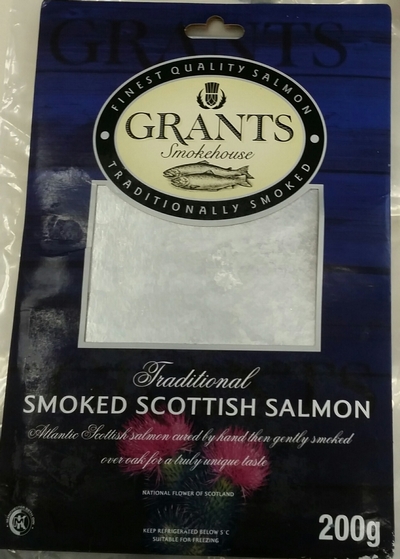 GRANTS
FINEST QUALITY SALMON
GRANTS
Smokehouse
TRADITIONALLY SMOKED
Traditional
SMOKED SCOTTISH SALMON
Atlantic Scottish salmon cured by hand then gently smoked
over oak for a truly unique taste
NATIONAL FLOWER OF SCOTLAND
KEEP REFRIGERATED BELOW 5°C
SUITABLE FOR FREEZING
200g